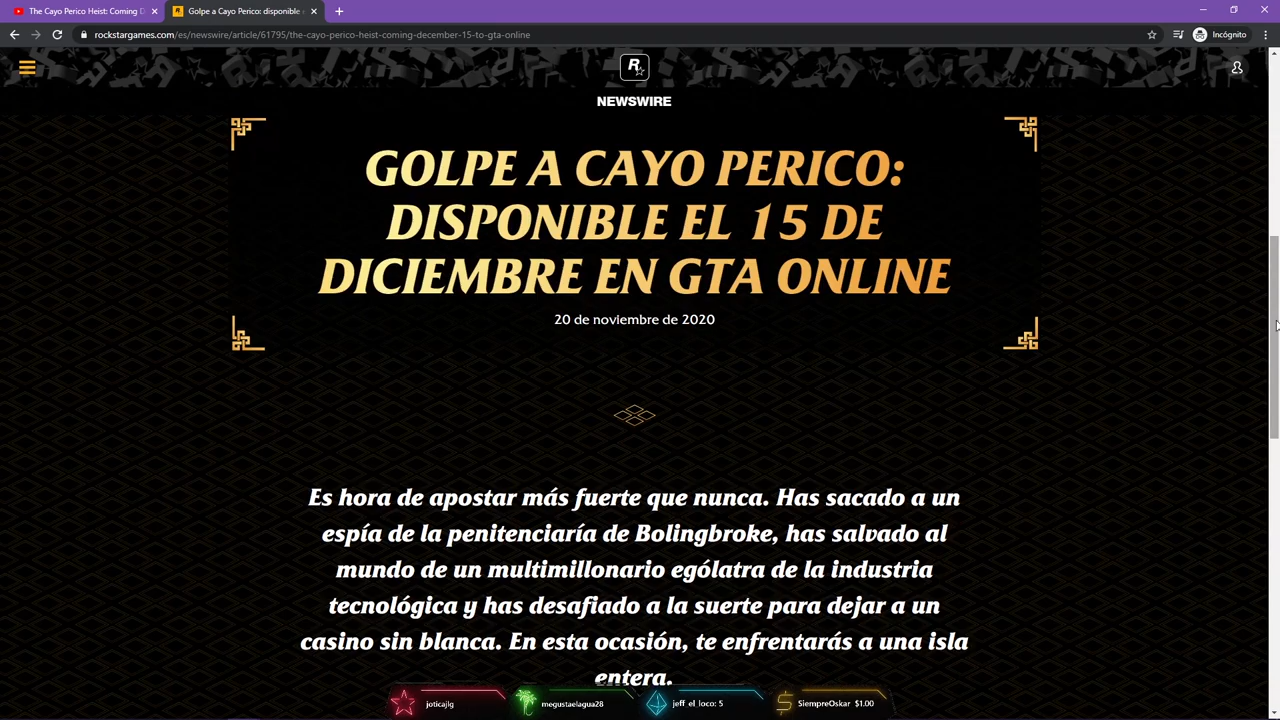 The Cayo Perico Heist: Coming D
Golpe a Cayo Perico: disponible e
rockstargames.com/es/newswire/article/61795/the-cayo-perico-heist-coming-december-15-to-gta-online
Incógnito
R
NEWSWIRE
GOLPE A CAYO PERICO:
DISPONIBLE EL 15 DE
DICIEMBRE EN GTA ONLINE
20 de noviembre de 2020
Es hora de apostar más fuerte que nunca. Has sacado a un
espía de la penitenciaría de Bolingbroke, has salvado al
mundo de un multimillonario ególatra de la industria
tecnológica y has desafiado a la suerte para dejar a un
casino sin blanca. En esta ocasión, te enfrentarás a una isla
entera.
joticajlg
megustaelagua28
jeff_el_loco: 5
SiempreOskar $1.00